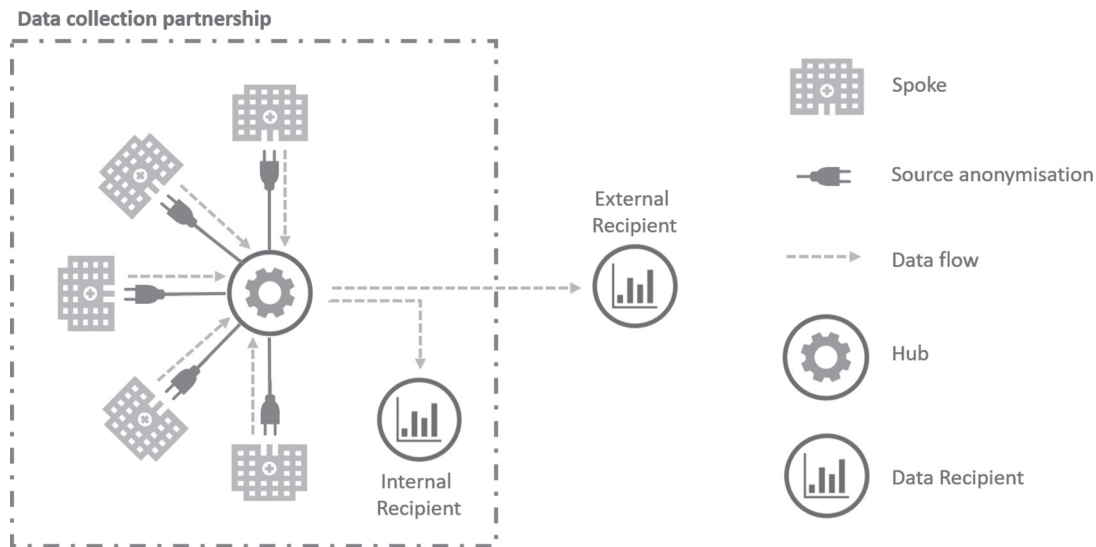 Data collection partnership
Spoke
Source anonymisation
External
Recipient
Data flow
Hub
Internal
Recipient
Data Recipient